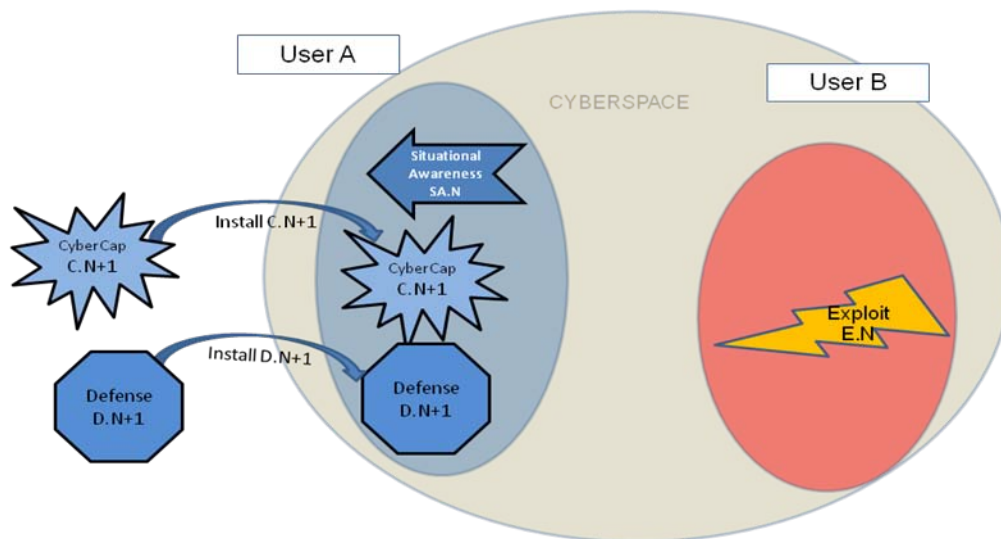 User A
User B
CYBERSPACE
Situational
Awareness
SA.N
Install C.N+1
CyberCap
C.N+1
CyberCap
C.N+1
Exploit
E.N
Install D.N+1
Defense
D.N+1
Defense
D.N+1